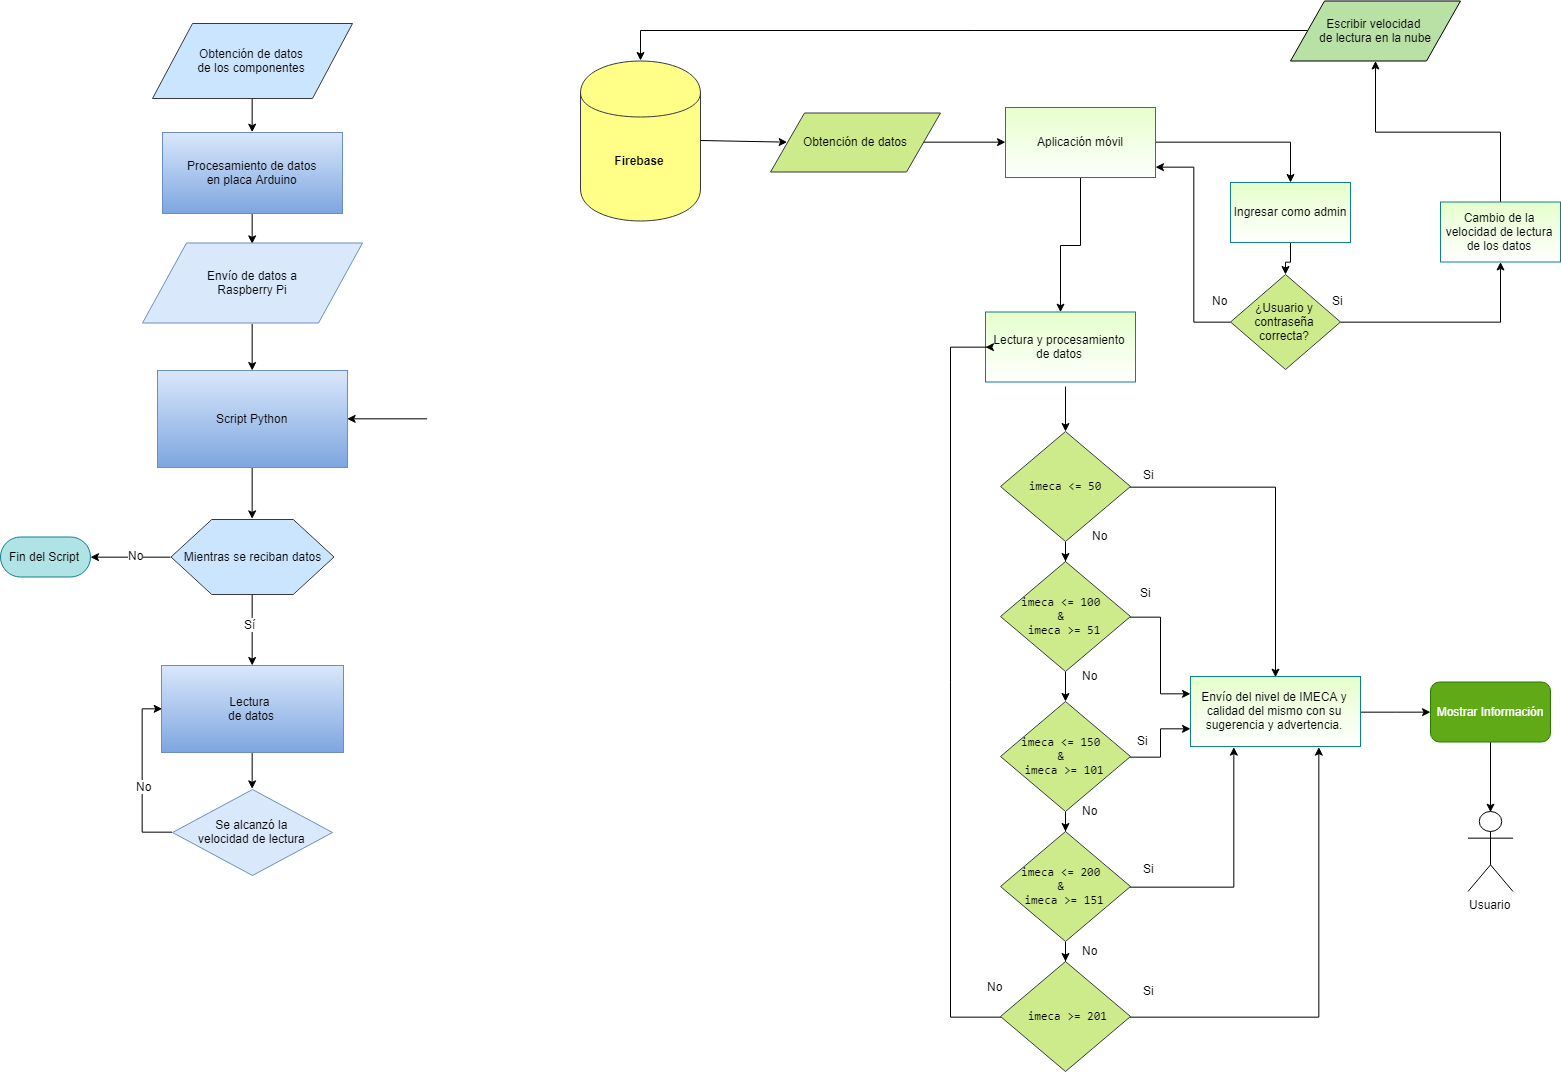 Obtención de datos
de los componentes
Procesamiento de datos
en placa Arduino
Envío de datos a
Raspberry Pi
Script Python
Mientras se reciban datos
No
Fin del Script
Sí
Lectura
de datos
No
Se alcanzó la
velocidad de lectura
Escribir velocidad
de lectura en la nube
Firebase
Obtención de datos
Aplicación móvil
Ingresar como admin
Cambio de la
velocidad de lectura
de los datos
No
Si
¿Usuario y
contraseña
correcta?
Lectura y procesamiento
de datos
imeca <= 50
Si
No
imeca <= 100
&
imeca >= 51
Si
No
imeca <= 150
&
imeca >= 101
Si
No
imeca <= 200
&
imeca >= 151
Si
No
No
imeca >= 201
Si
Envío del nivel de IMECA y
calidad del mismo con su
sugerencia y advertencia.
Mostrar Información
Usuario